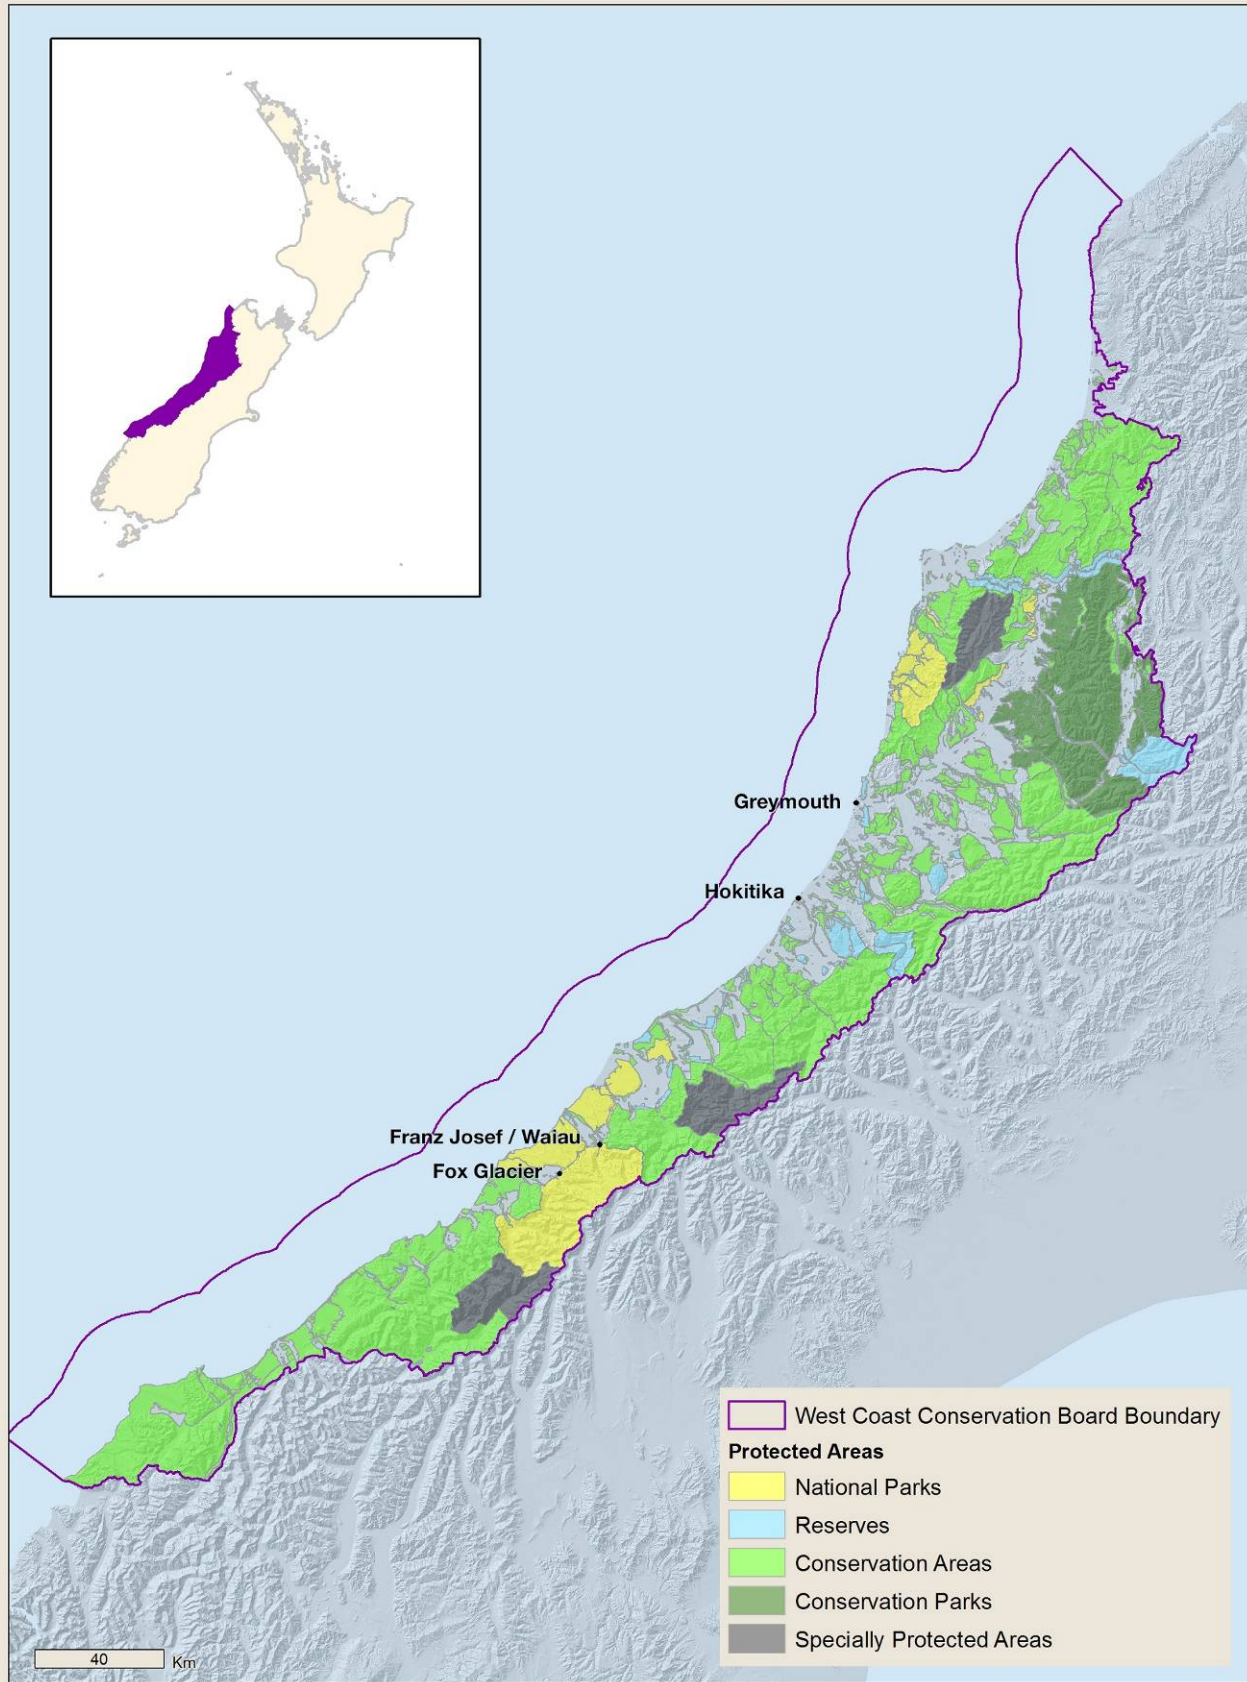 Greymouth
Hokitika
Franz Josef / Waiau
Fox Glacier
West Coast Conservation Board Boundary
Protected Areas
National Parks
Reserves
Conservation Areas
Conservation Parks
Specially Protected Areas
40 Km